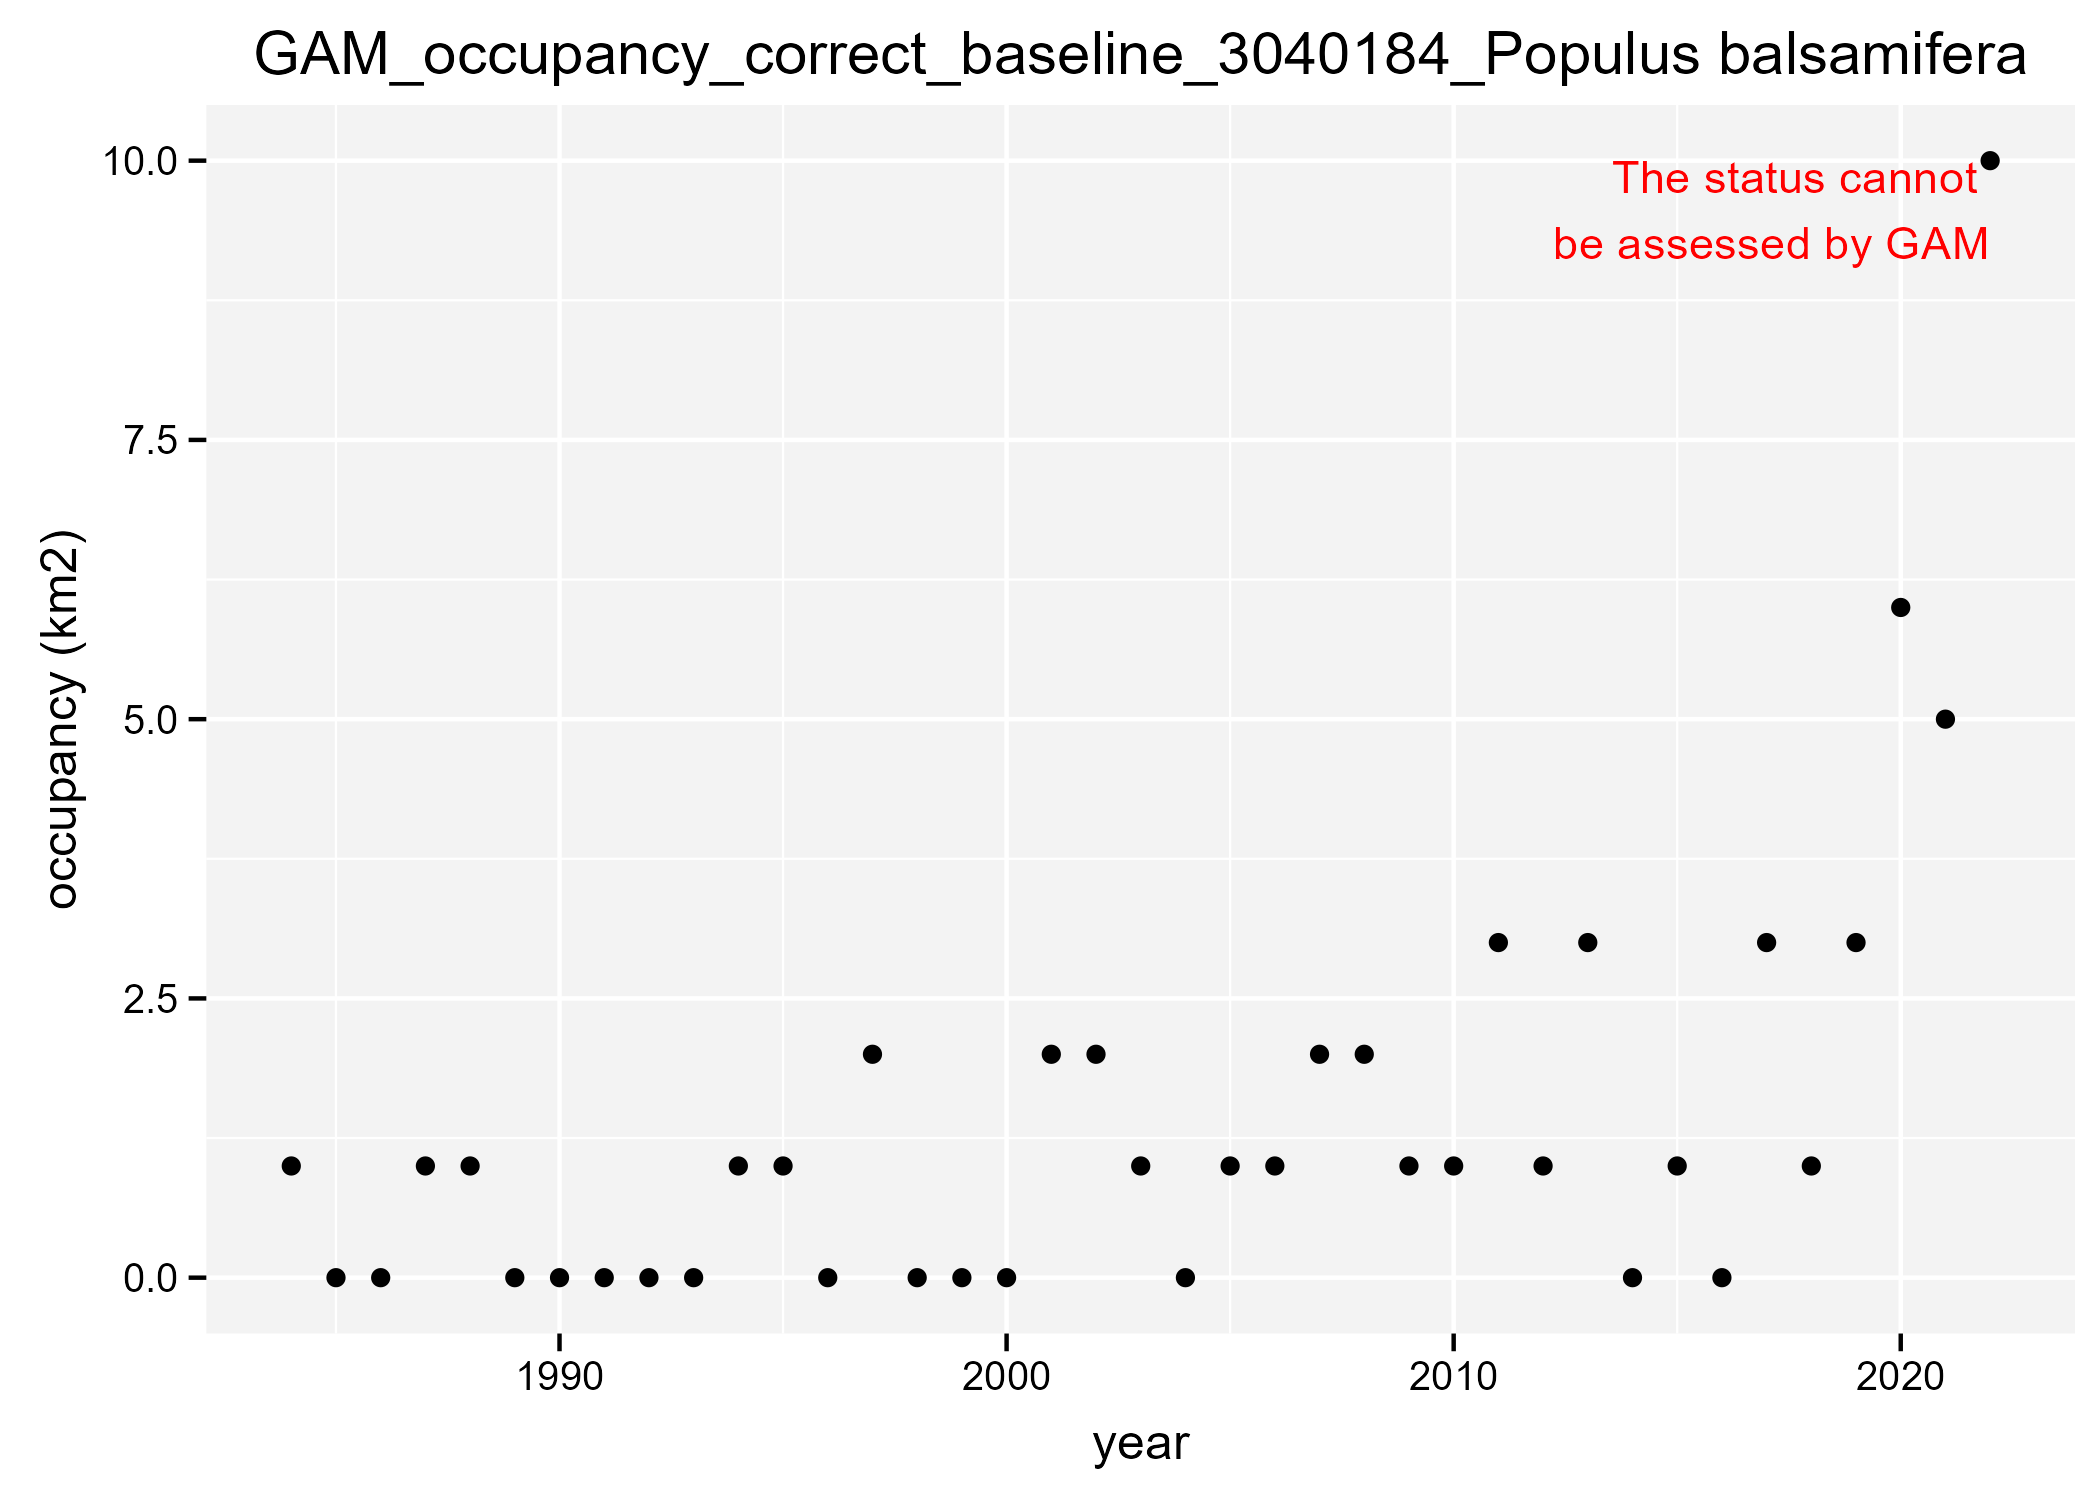 GAM_occupancy_correct_baseline_3040184_Populus balsamifera
10.0
The status cannot
be assessed by GAM
7.5
occupancy (km2)
5.0
2.5
0.0
1990 2000 2010 2020
year